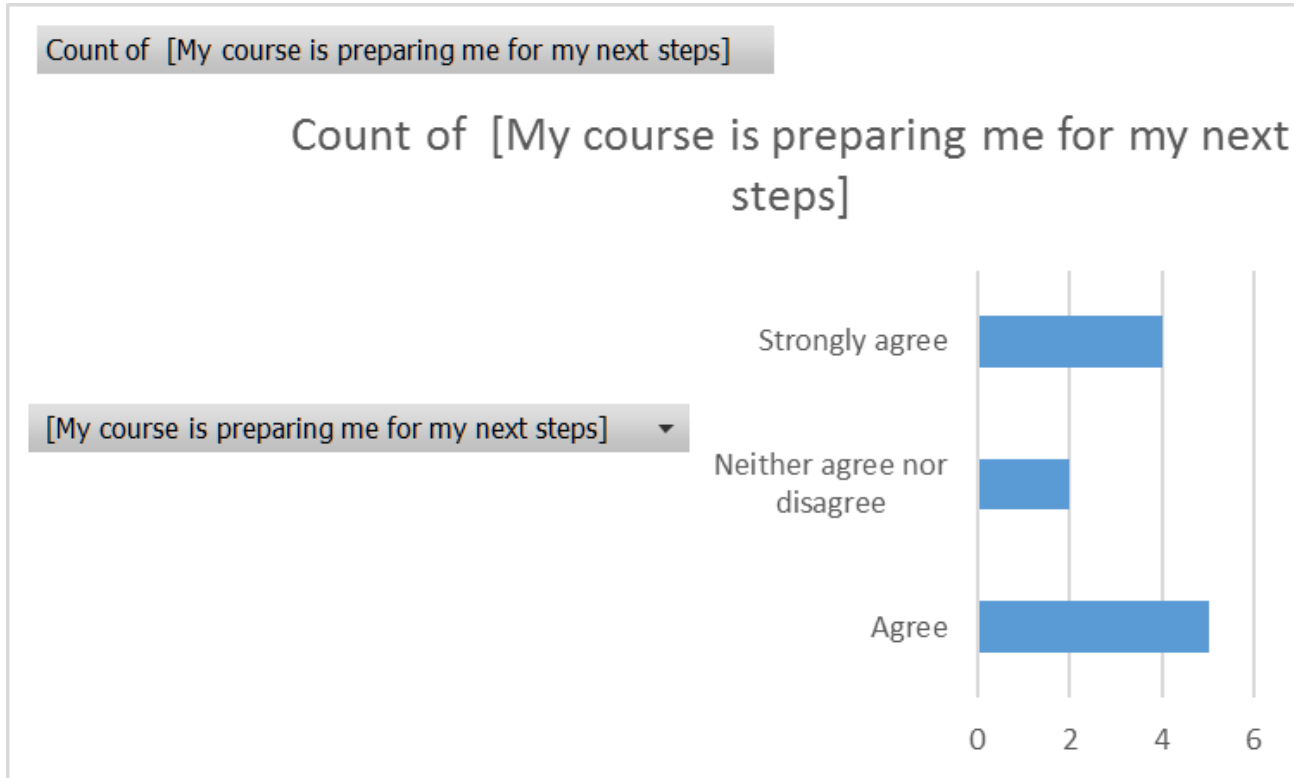 Count of  [My course is preparing me for my next steps]
Count of  [My course is preparing me for my next
steps]
Strongly agree
[My course is preparing me for my next steps]
Neither agree nor
disagree
Agree
0 2 4 6